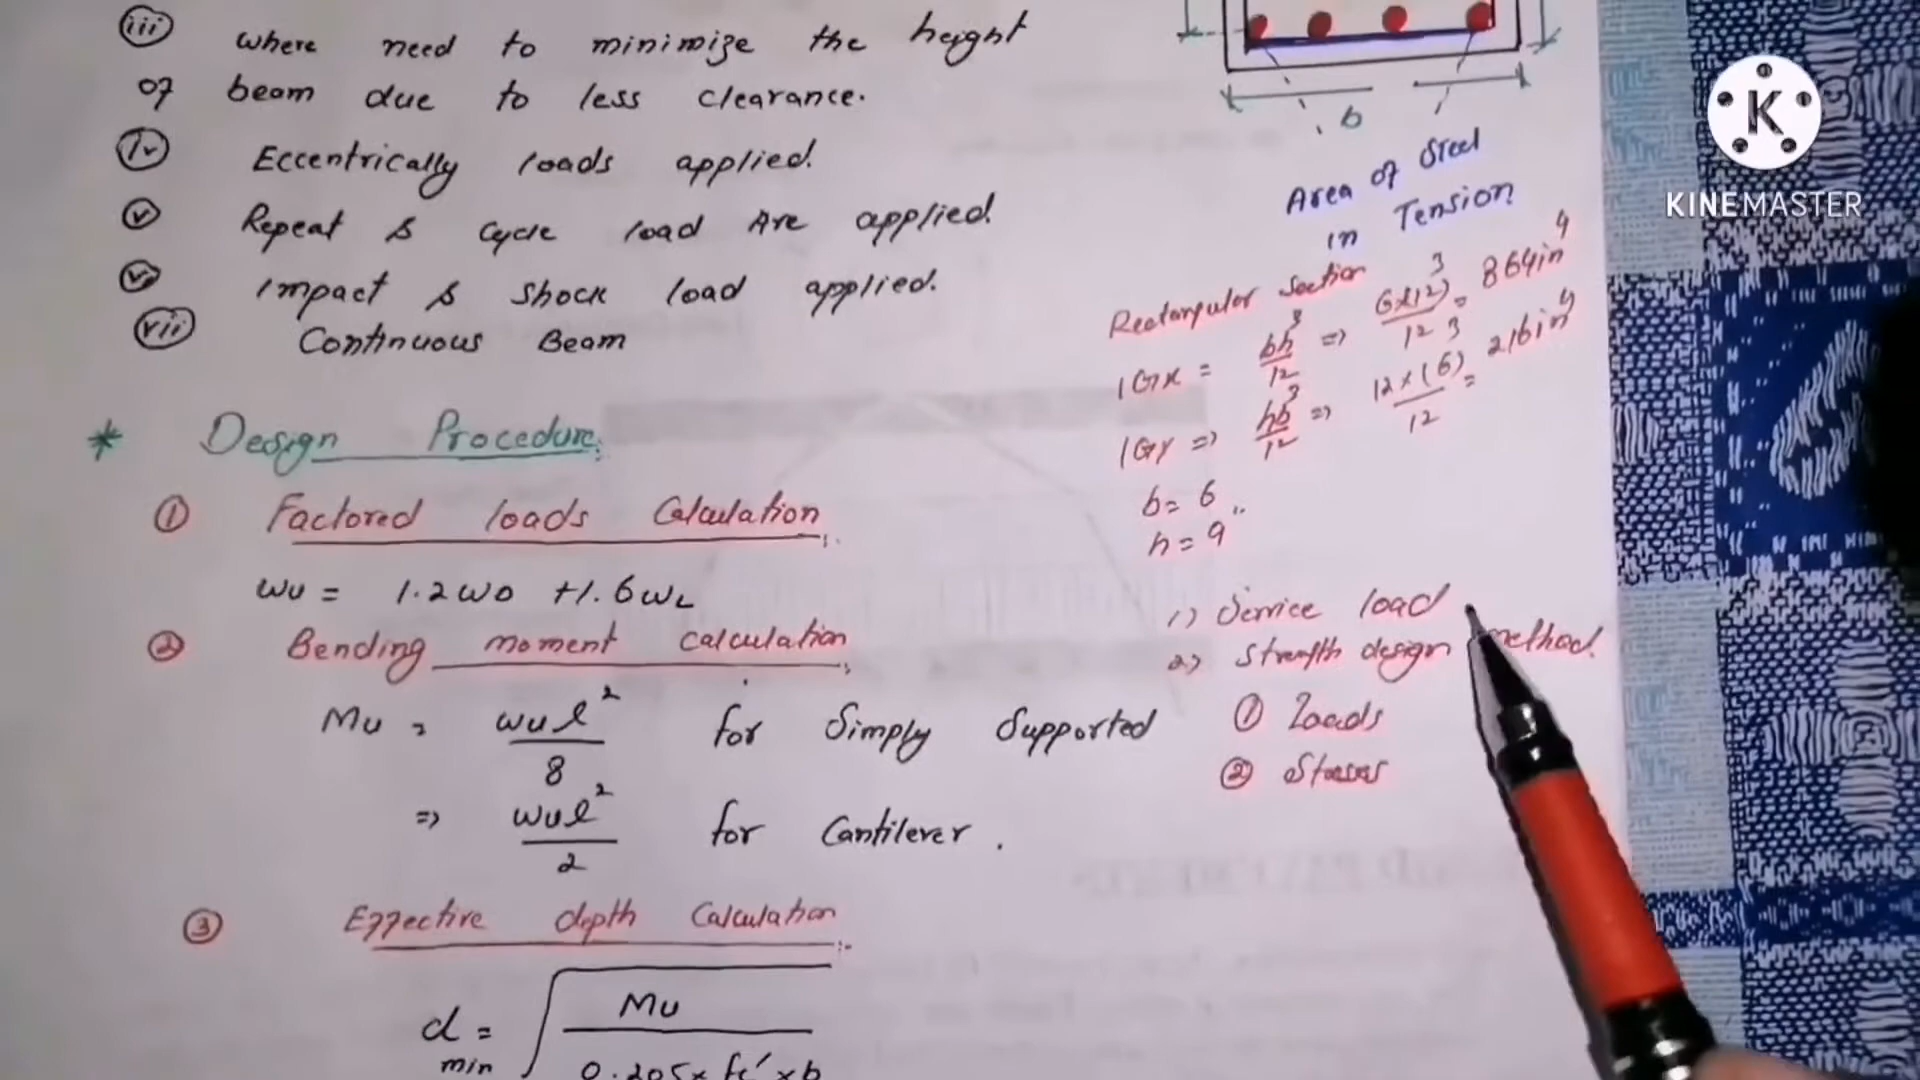 iii where need to minimize the height
of beam due to less clearance.
iv Eccentrically loads applied.
v Repeat & Cycle load Are applied.
vi Impact & Shock load applied.
vii Continuous Beam
* Design Procedure:
① Factored loads Calculation:
wu = 1.2wD + 1.6wL
② Bending moment calculation:
Mu = wuℓ²/8 for Simply Supported
=> wuℓ²/2 for Cantilever.
③ Effective depth Calculation:
d min = √(Mu / 0.205×fc'×b)
b
Area of Steel
in Tension
Rectangular Section
IGx = bh³/12 => 6x(12)³/12 = 864in⁴
IGy => hb³/12 => 12×(6)³/12 = 216in⁴
b= 6"
h= 9
1) Service load
2) Strength design method.
① Loads
② Stresses
K
KINEMASTER